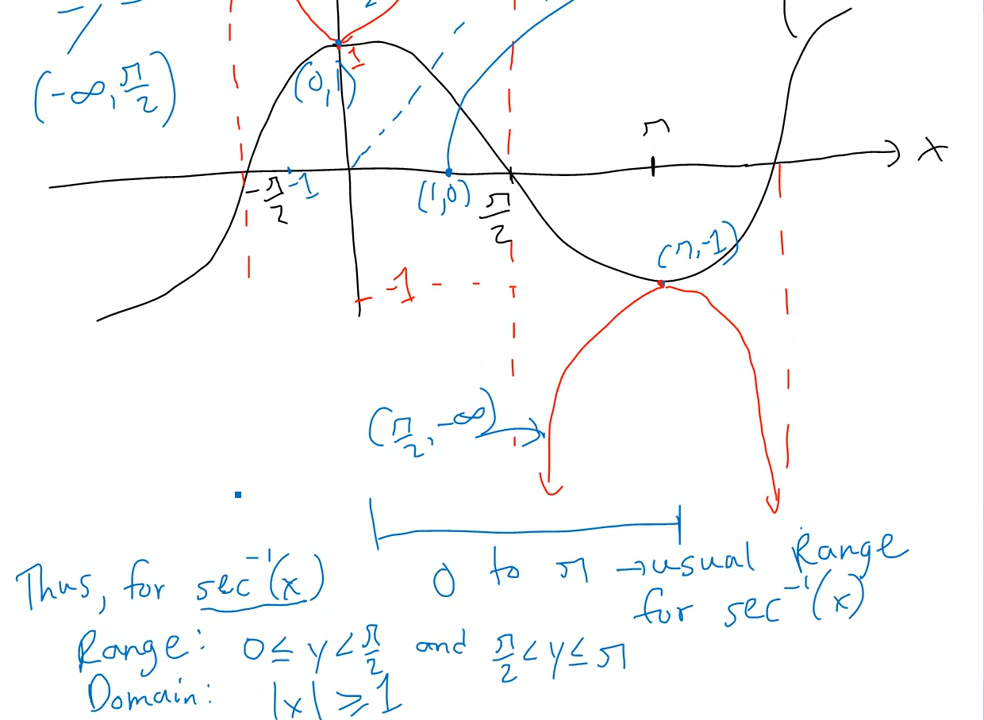 2
1
(-∞, π/2)
(0,1)
π
x
-π/2
-1
(1,0)
π/2
(π,-1)
-1
(π/2, -∞)
0 to π → usual Range
for sec⁻¹(x)
Thus, for sec⁻¹(x)
Range: 0 ≤ y < π/2 and π/2 < y ≤ π
Domain: |x| ≥ 1